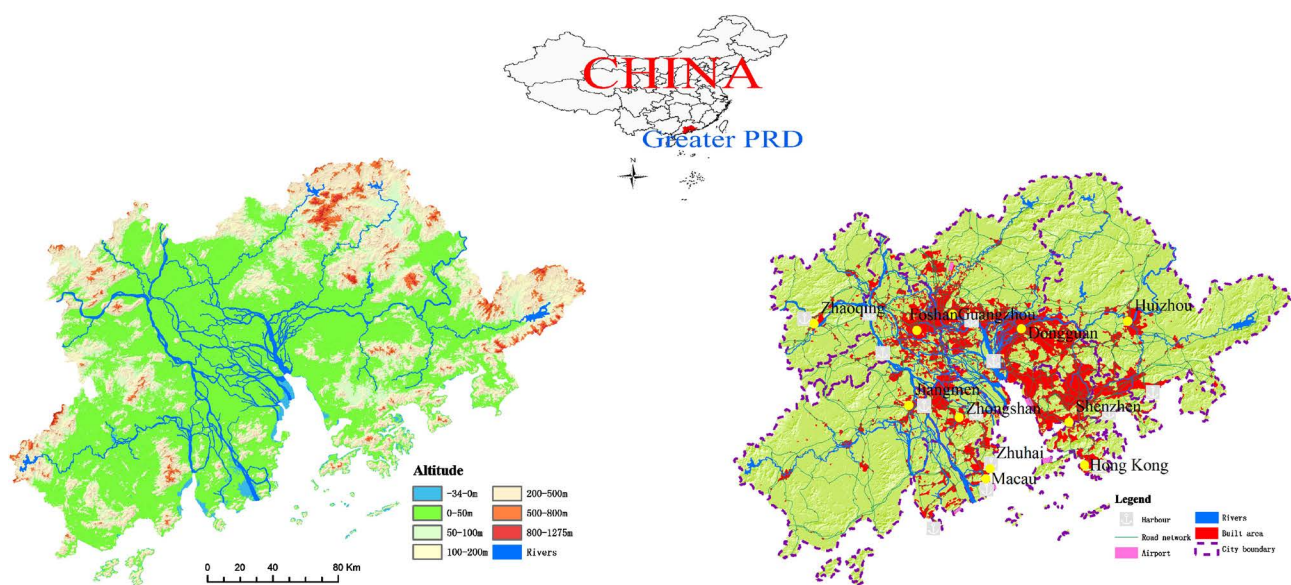 CHINA
Greater PRD
N
Altitude
-34-0m
0-50m
50-100m
100-200m
200-500m
500-800m
800-1275m
Rivers
0 20 40 80 Km
Zhaoqing
Foshan
Guangzhou
Dongguan
Huizhou
Jiangmen
Zhongshan
Shenzhen
Zhuhai
Macau
Hong Kong
Legend
Harbour
Road network
Airport
Rivers
Built area
City boundary